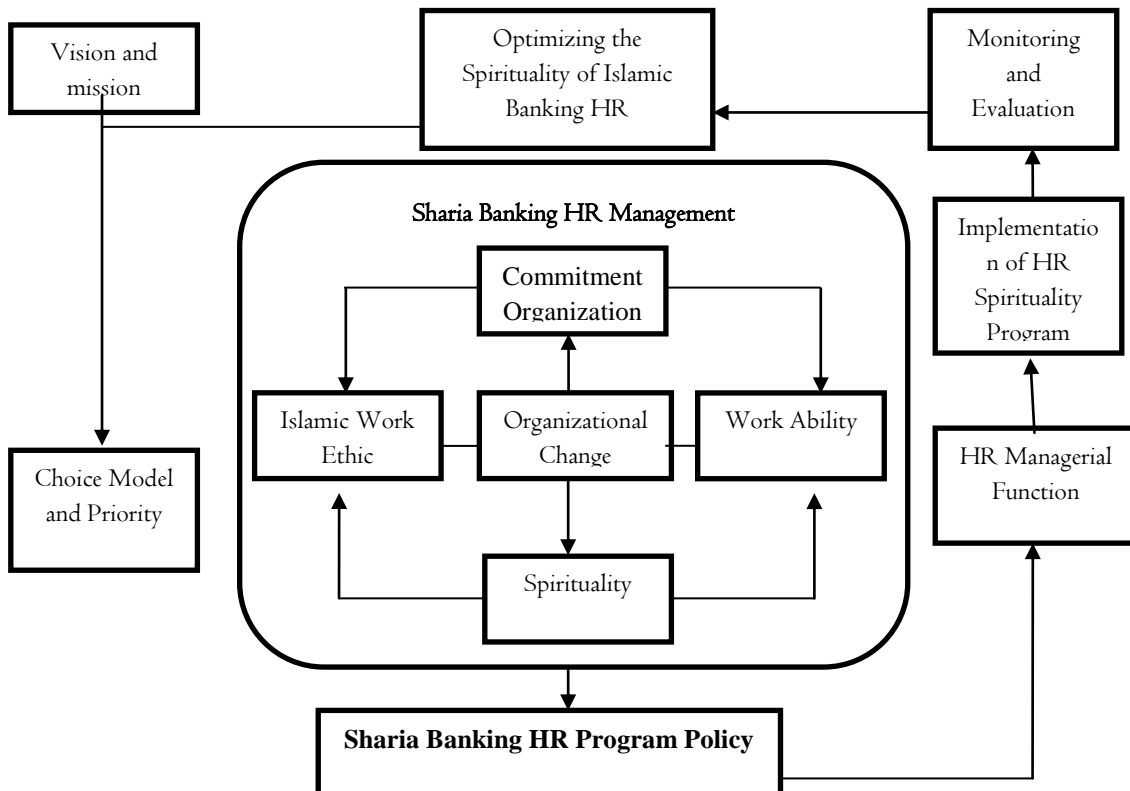 Vision and
mission
Optimizing the
Spirituality of Islamic
Banking HR
Monitoring
and
Evaluation
Sharia Banking HR Management
Commitment
Organization
Implementatio
n of HR
Spirituality
Program
Islamic Work
Ethic
Organizational
Change
Work Ability
Choice Model
and Priority
HR Managerial
Function
Spirituality
Sharia Banking HR Program Policy